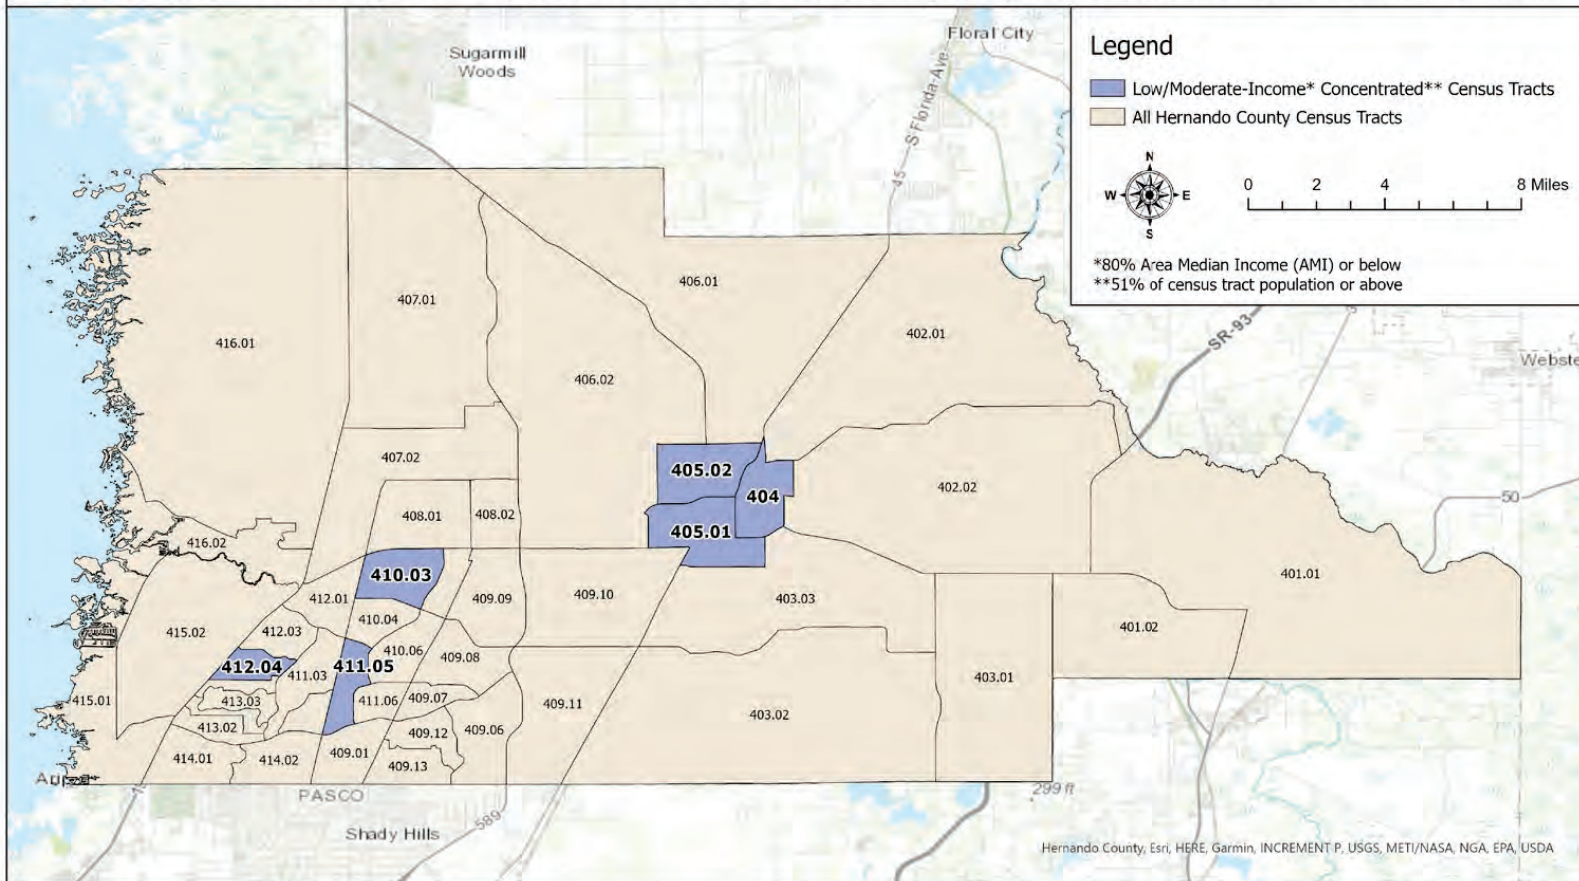 Sugarmill
Woods
Floral City
S Florida Ave
45
Legend
Low/Moderate-Income* Concentrated** Census Tracts
All Hernando County Census Tracts
N
W
E
S
0 2 4 8 Miles
*80% Area Median Income (AMI) or below
**51% of census tract population or above
SR-93
Webste
50
416.01
407.01
406.01
406.02
402.01
407.02
405.02
404
402.02
405.01
408.01
408.02
416.02
410.03
412.01
409.09
409.10
403.03
401.01
410.04
415.02
412.03
401.02
410.06
409.08
412.04
411.03
411.05
403.01
415.01
413.03
411.06
409.07
409.11
403.02
413.02
409.12
409.06
414.01
414.02
409.01
409.13
PASCO
299 ft
589
Shady Hills
Hernando County, Esri, HERE, Garmin, INCREMENT P, USGS, METI/NASA, NGA, EPA, USDA